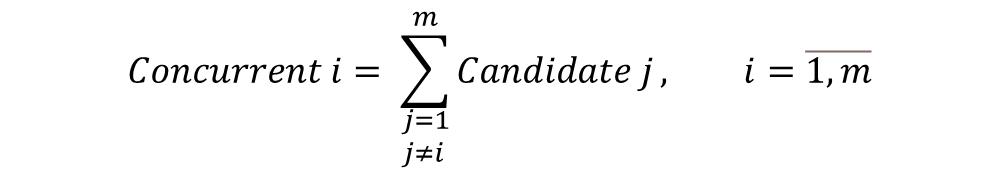 m
Concurrent i = ∑ Candidate j, i = 1,m
j=1
j≠i